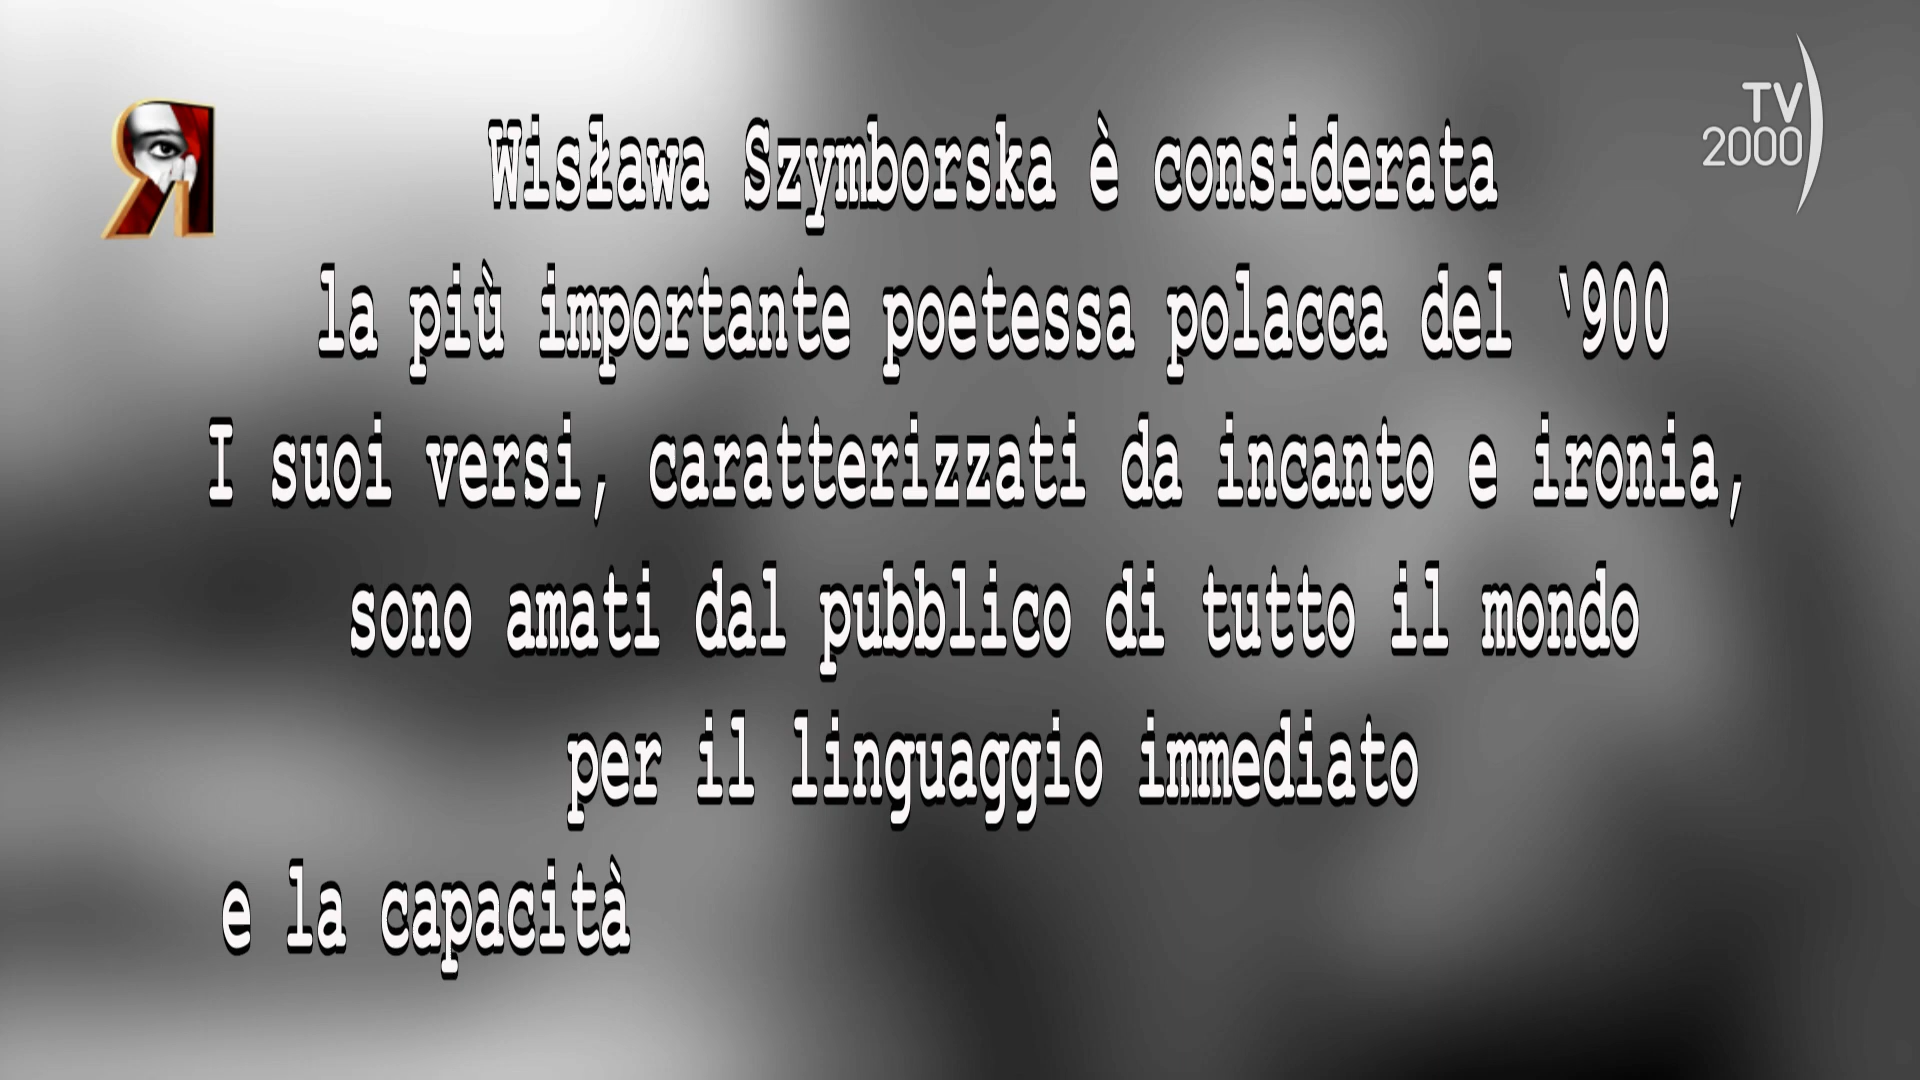 Wisława Szymborska è considerata
la più importante poetessa polacca del ‘900
I suoi versi, caratterizzati da incanto e ironia,
sono amati dal pubblico di tutto il mondo
per il linguaggio immediato
e la capacità
TV
2000
Я